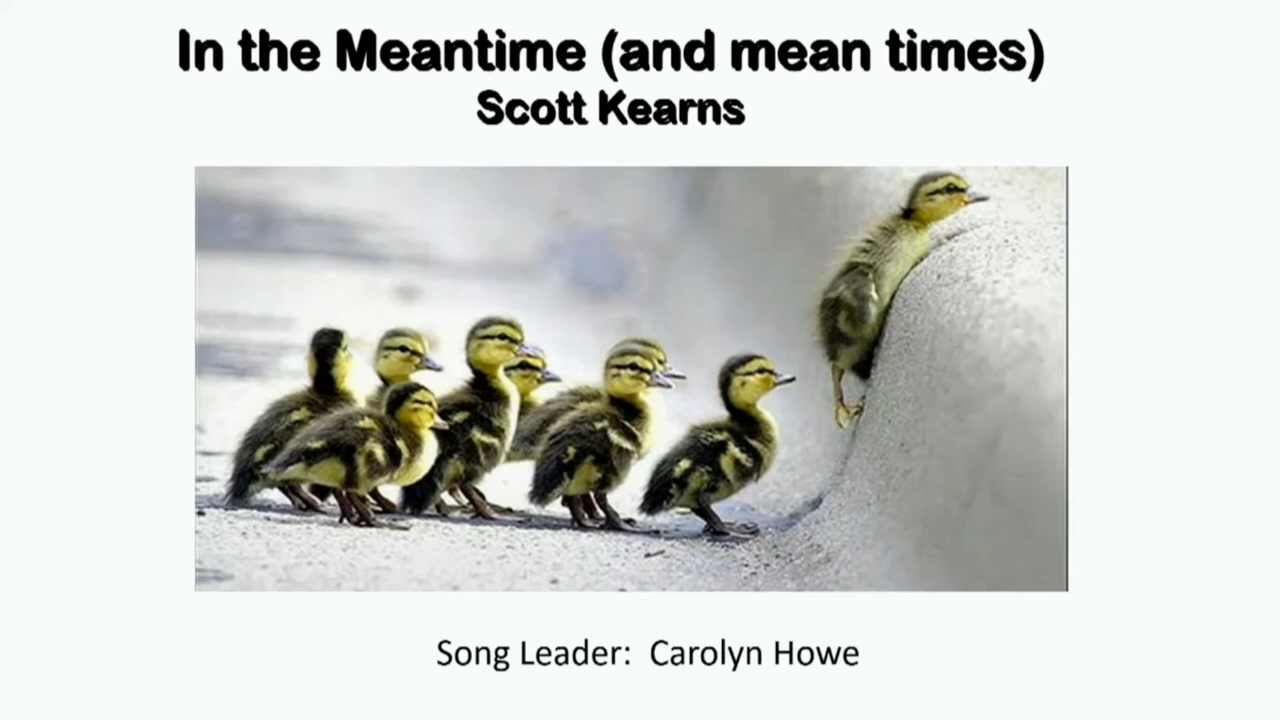 In the Meantime (and mean times)
Scott Kearns
Song Leader:  Carolyn Howe